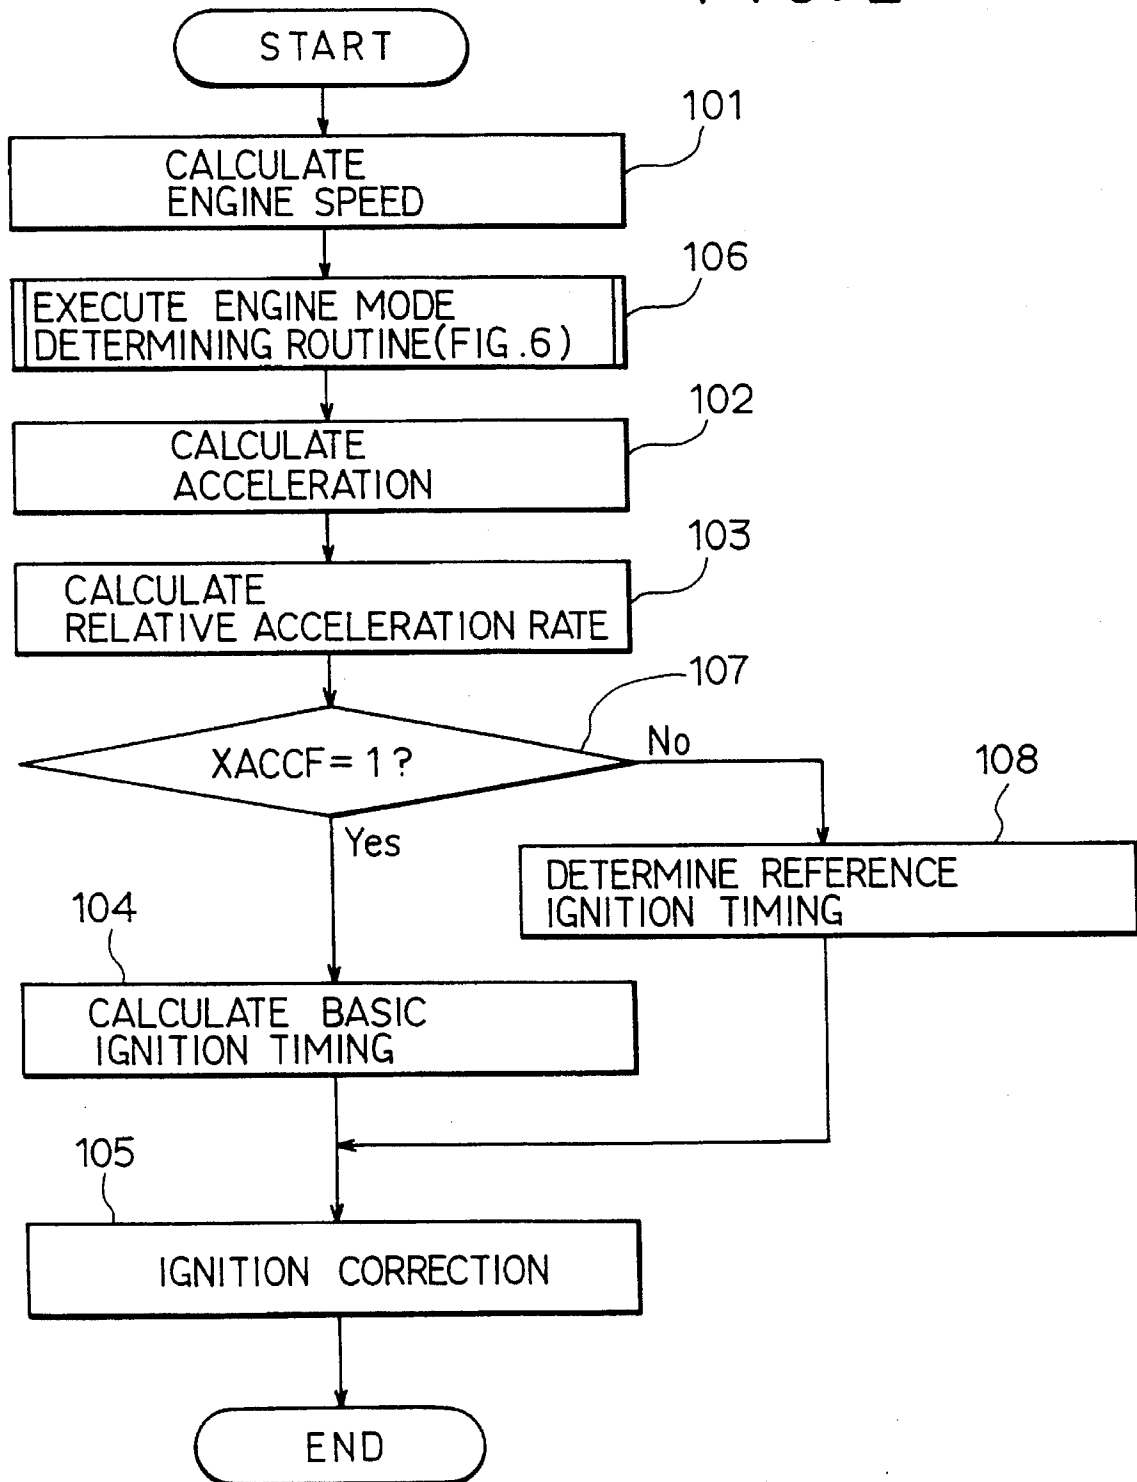 START
101
CALCULATE
ENGINE SPEED
106
EXECUTE ENGINE MODE
DETERMINING ROUTINE(FIG.6)
102
CALCULATE
ACCELERATION
103
CALCULATE
RELATIVE ACCELERATION RATE
107
XACCF=1?
No
108
Yes
DETERMINE REFERENCE
IGNITION TIMING
104
CALCULATE BASIC
IGNITION TIMING
105
IGNITION CORRECTION
END